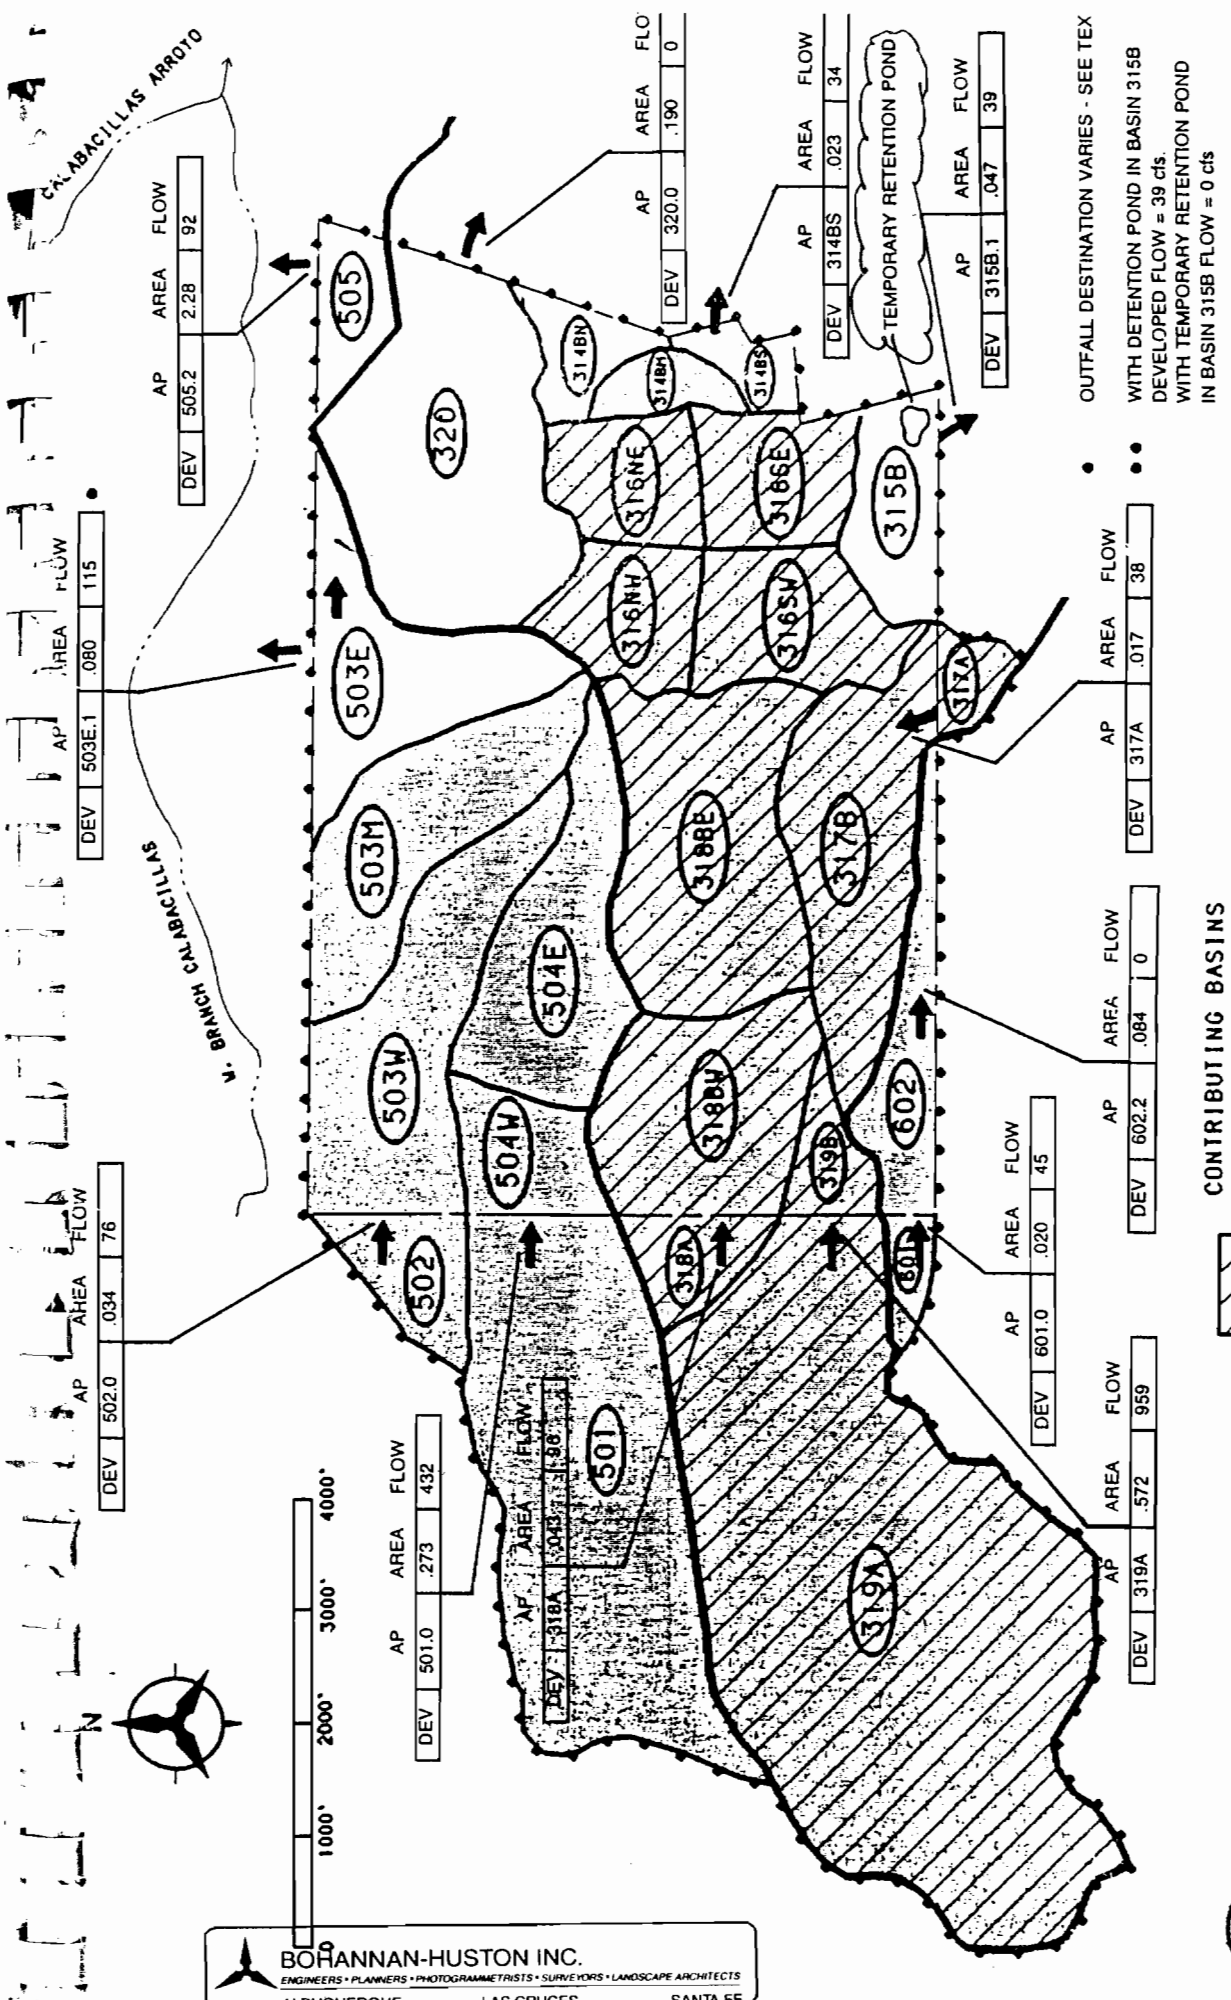 CALABACILLAS ARROYO
W. BRANCH CALABACILLAS
N
0 1000' 2000' 3000' 4000'
AP AREA FLOW
DEV 502.0 .034 76
AP AREA FLOW
DEV 503E.1 .080 115
AP AREA FLOW
DEV 505.2 2.28 92
AP AREA FLOW
DEV 501.0 .273 432
AP AREA FLOW
DEV 318A .043 98
AP AREA FLO
DEV 320.0 .190 0
AP AREA FLOW
DEV 314BS .023 34
TEMPORARY RETENTION POND
AP AREA FLOW
DEV 315B.1 .047 39
AP AREA FLOW
DEV 317A .017 38
AP AREA FLOW
DEV 602.2 .084 0
AP AREA FLOW
DEV 601.0 .020 45
AP AREA FLOW
DEV 319A .572 959
502
503W
503M
503E
505
501
504W
504E
320
314BN
314BM
314BS
316NW
316NE
316SW
316SE
315B
318A
318BW
318BE
317B
317A
319A
319B
601
602
• OUTFALL DESTINATION VARIES - SEE TEX
•• WITH DETENTION POND IN BASIN 315B
DEVELOPED FLOW = 39 cfs.
WITH TEMPORARY RETENTION POND
IN BASIN 315B FLOW = 0 cfs
CONTRIBUTING BASINS
BOHANNAN-HUSTON INC.
ENGINEERS • PLANNERS • PHOTOGRAMMETRISTS • SURVEYORS • LANDSCAPE ARCHITECTS
ALBUQUERQUE LAS CRUCES SANTA FE